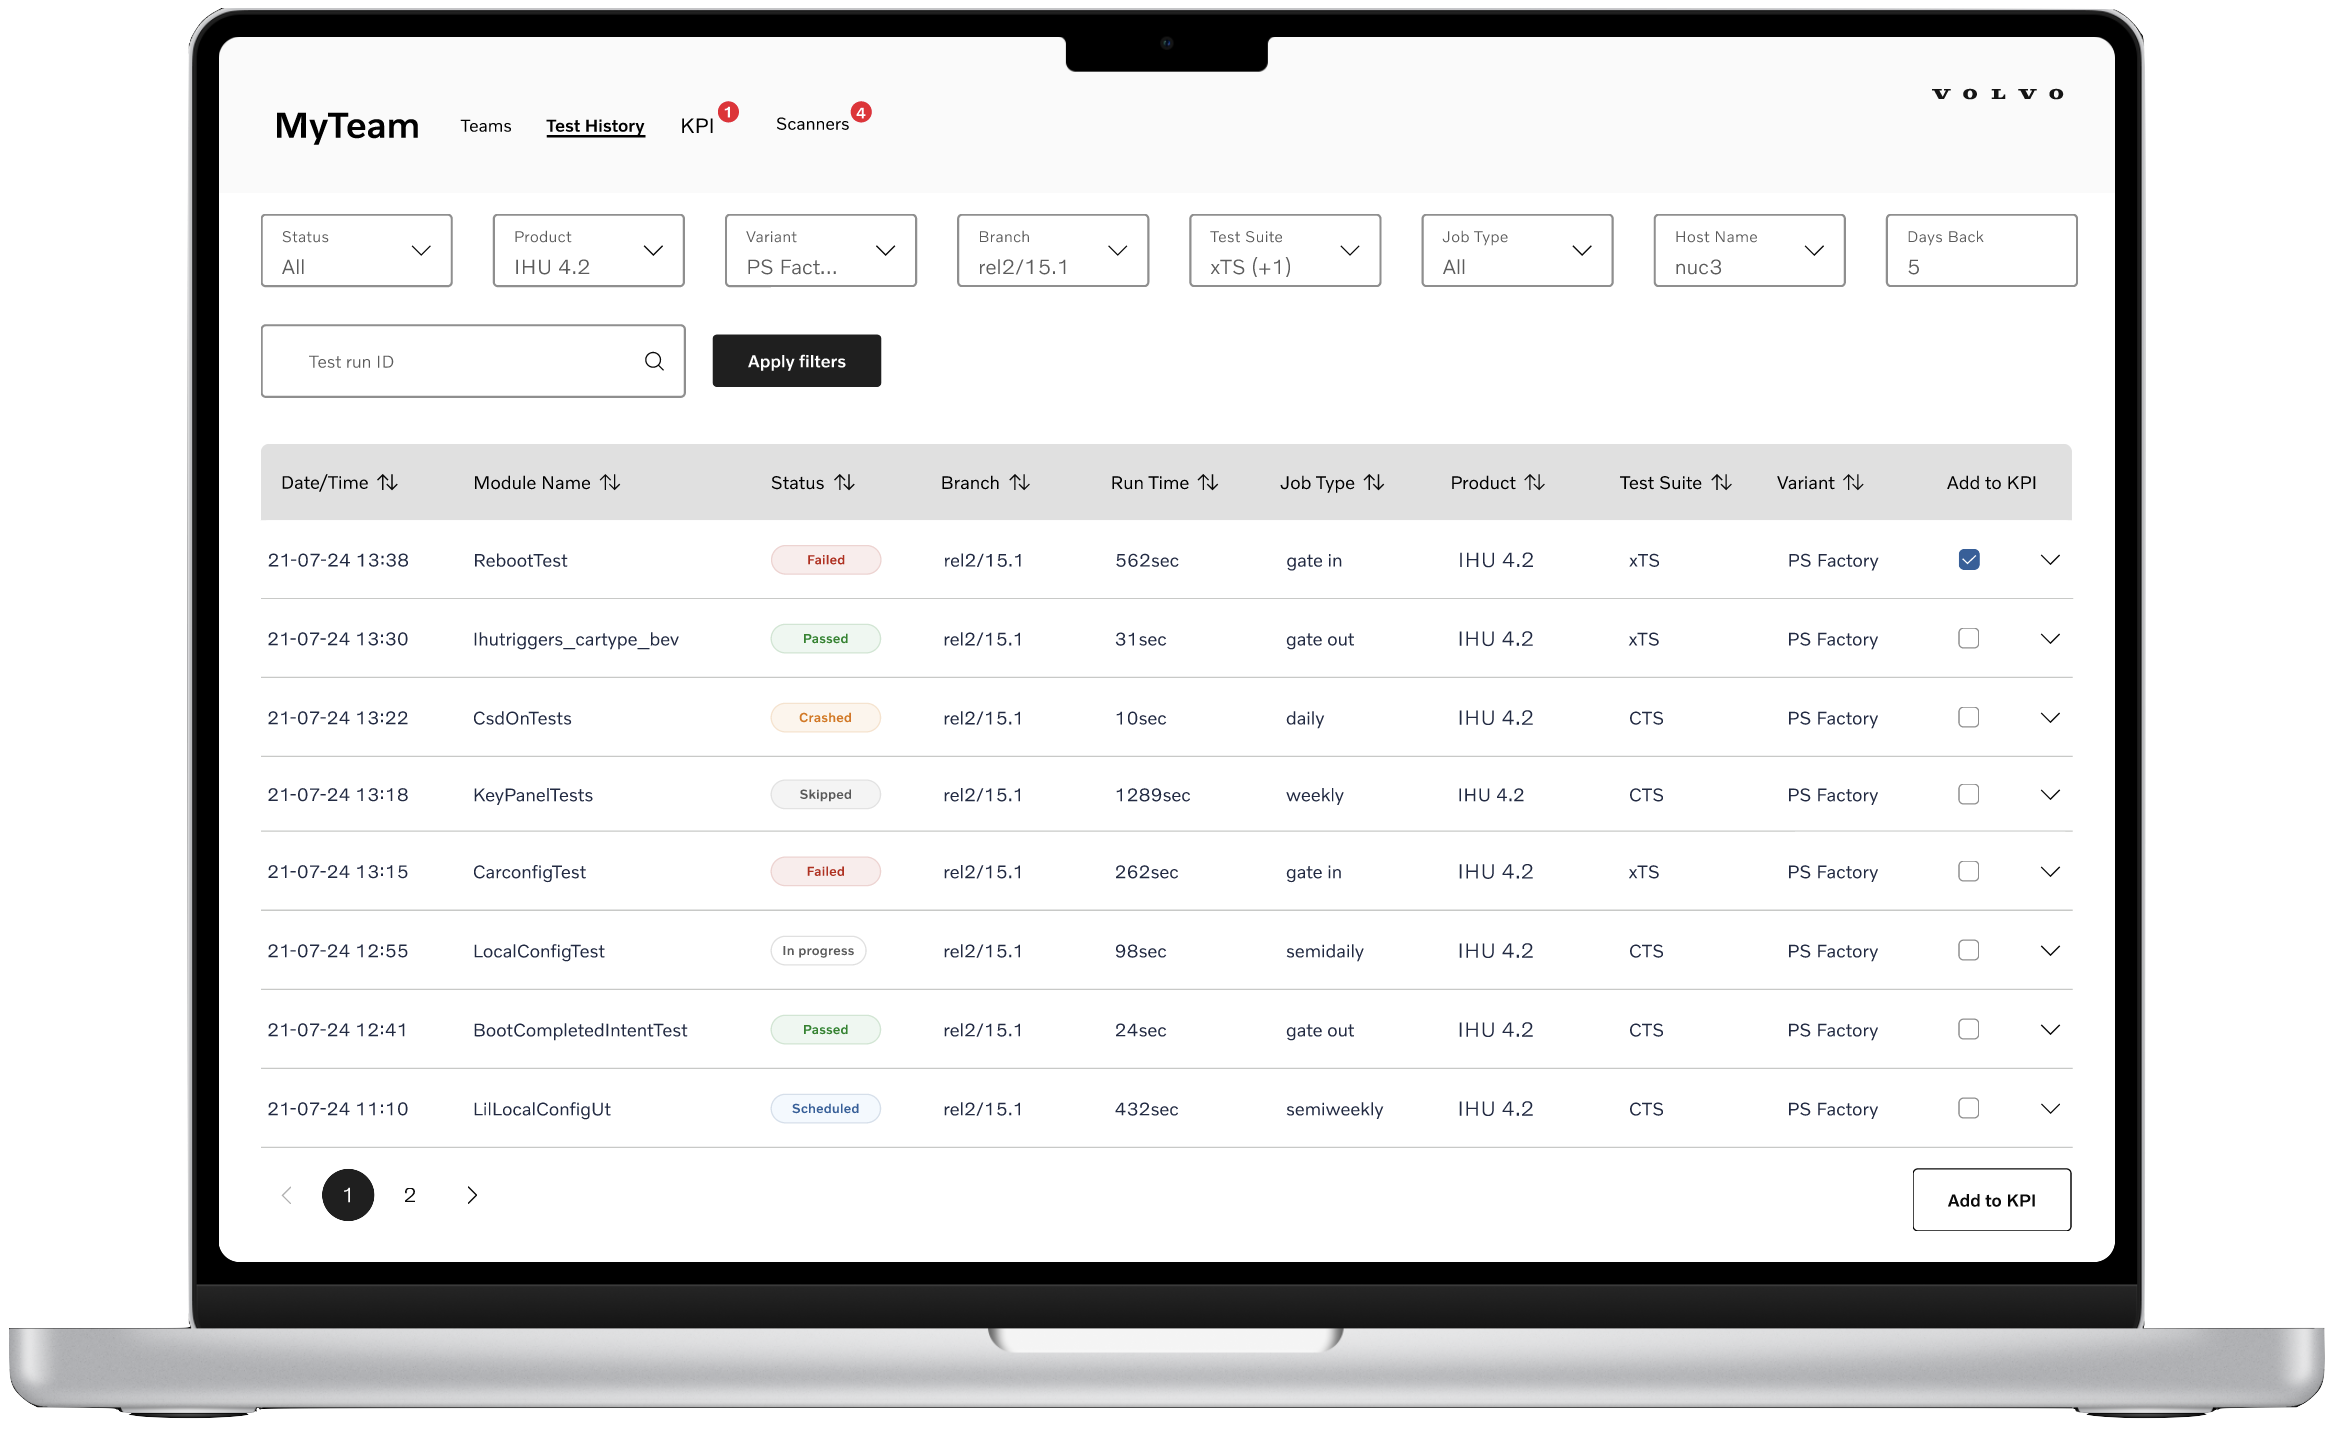 VOLVO
MyTeam Teams Test History KPI 1 Scanners 4
Status Product Variant Branch Test Suite Job Type Host Name Days Back
All IHU 4.2 PS Fact... rel2/15.1 xTS (+1) All nuc3 5
Test run ID Apply filters
Date/Time Module Name Status Branch Run Time Job Type Product Test Suite Variant Add to KPI
21-07-24 13:38 RebootTest Failed rel2/15.1 562sec gate in IHU 4.2 xTS PS Factory
21-07-24 13:30 Ihutriggers_cartype_bev Passed rel2/15.1 31sec gate out IHU 4.2 xTS PS Factory
21-07-24 13:22 CsdOnTests Crashed rel2/15.1 10sec daily IHU 4.2 CTS PS Factory
21-07-24 13:18 KeyPanelTests Skipped rel2/15.1 1289sec weekly IHU 4.2 CTS PS Factory
21-07-24 13:15 CarconfigTest Failed rel2/15.1 262sec gate in IHU 4.2 xTS PS Factory
21-07-24 12:55 LocalConfigTest In progress rel2/15.1 98sec semidaily IHU 4.2 CTS PS Factory
21-07-24 12:41 BootCompletedIntentTest Passed rel2/15.1 24sec gate out IHU 4.2 CTS PS Factory
21-07-24 11:10 LilLocalConfigUt Scheduled rel2/15.1 432sec semiweekly IHU 4.2 CTS PS Factory
1 2 Add to KPI